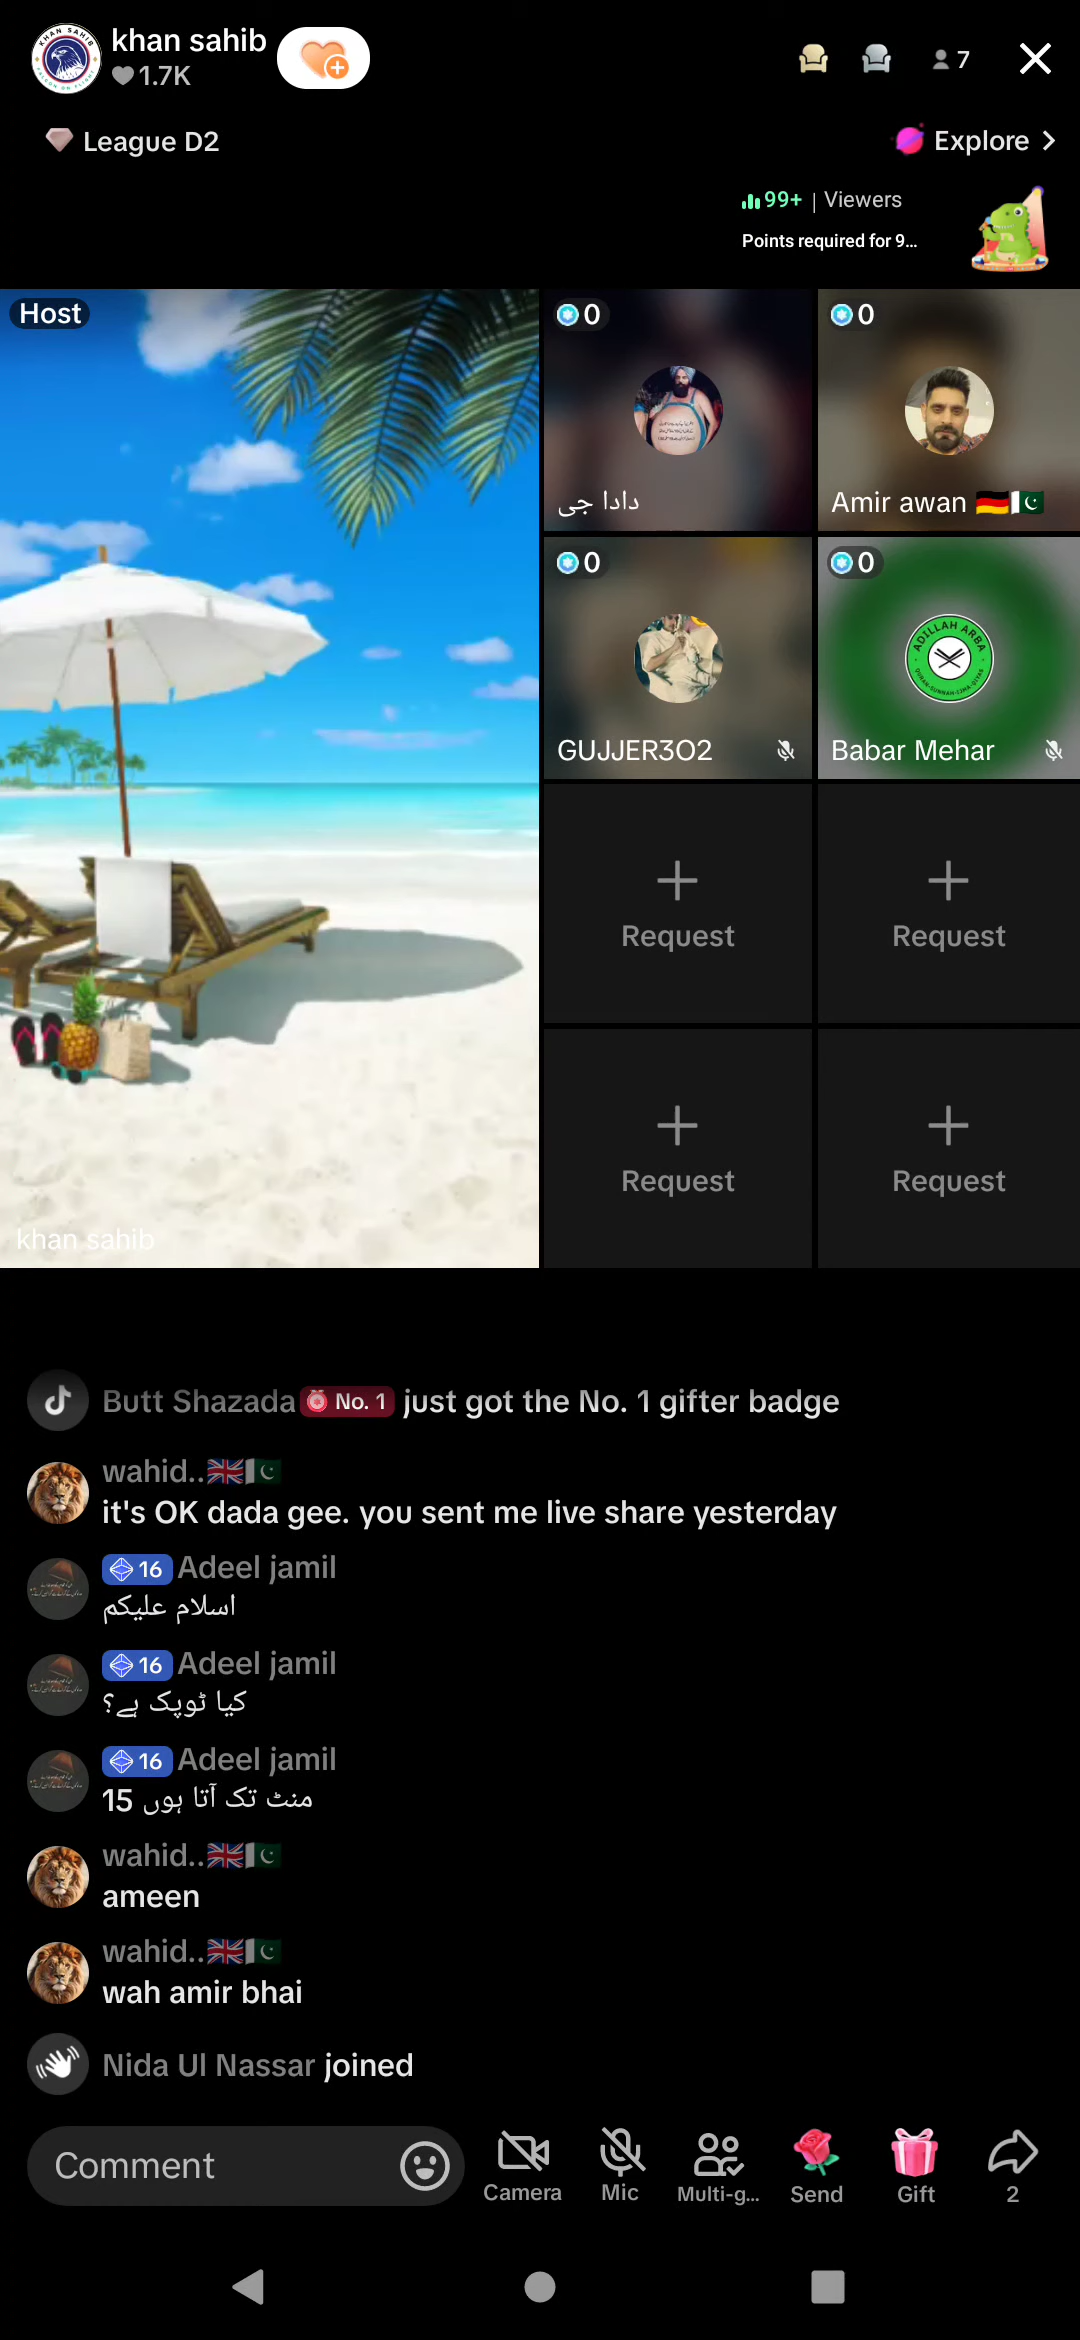 khan sahib
1.7K
7
League D2
Explore
99+ | Viewers
Points required for 9...
Host
0
0
دادا جی
Amir awan
0
0
ADILLAH ARBA
GUJJER3O2
Babar Mehar
Request
Request
Request
Request
khan sahib
Butt Shazada No. 1 just got the No. 1 gifter badge
wahid..
it's OK dada gee. you sent me live share yesterday
16 Adeel jamil
اسلام علیکم
16 Adeel jamil
کیا ٹوپک ہے؟
16 Adeel jamil
15 منٹ تک آتا ہوں
wahid..
ameen
wahid..
wah amir bhai
Nida Ul Nassar joined
Comment
Camera
Mic
Multi-g...
Send
Gift
2